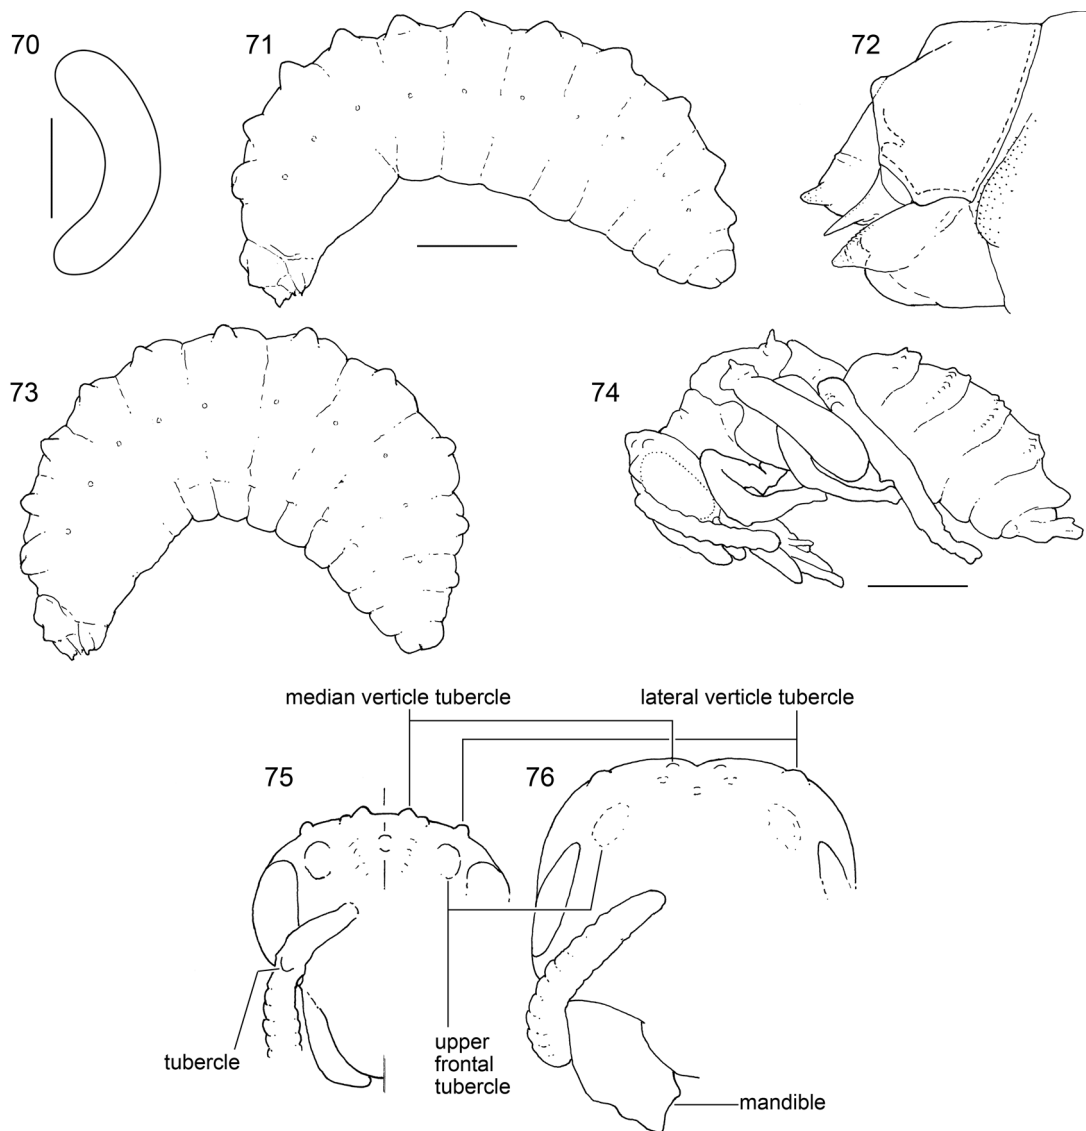 70
71
72
73
74
median verticle tubercle
lateral verticle tubercle
75
76
tubercle
upper
frontal
tubercle
mandible